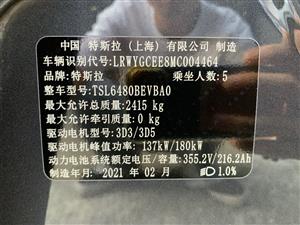 中国 特斯拉（上海）有限公司 制造
车辆识别代号:LRWYGCEE8MC004464
品牌:特斯拉 乘坐人数:5
整车型号:TSL6480BEVBA0
最大允许总质量:2415 kg
最大允许牵引质量:0 kg
驱动电机型号:3D3/3D5
驱动电机峰值功率:137kW/180kW
动力电池系统额定电压/容量:355.2V/216.2Ah
制造年月:2021 年 02 月 1.0%